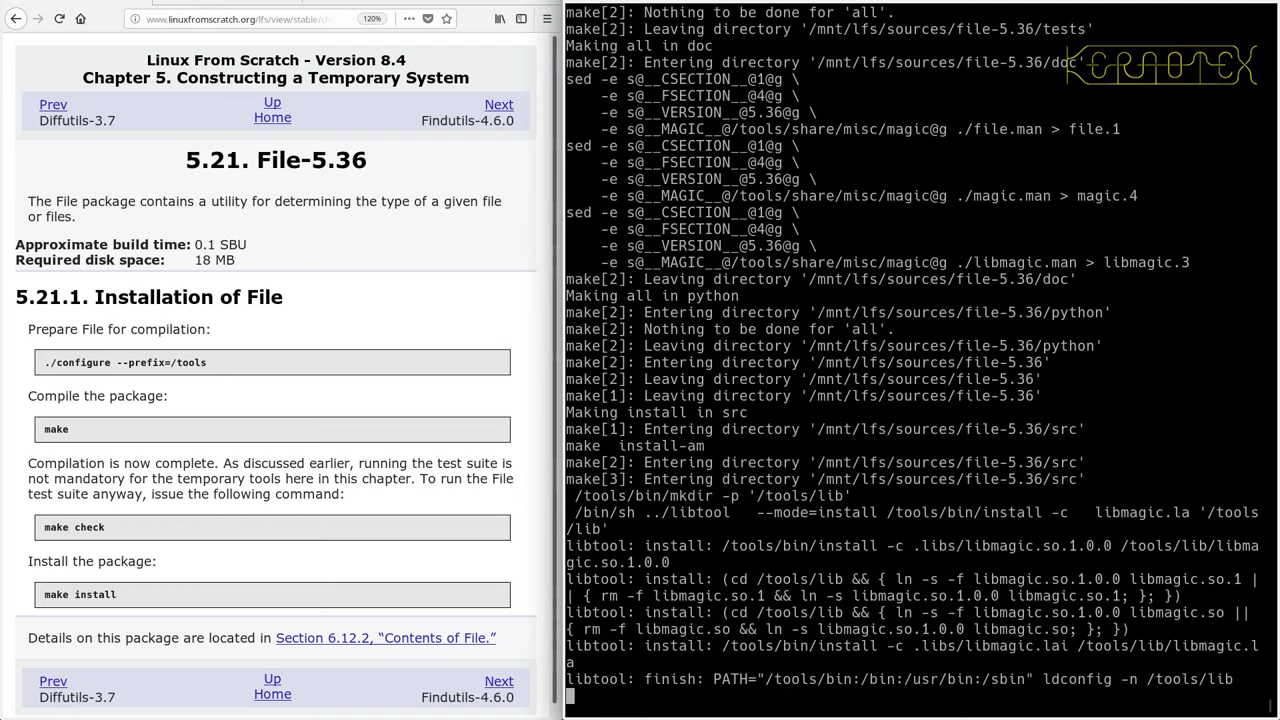 www.linuxfromscratch.org/lfs/view/stable/ch
120%
Linux From Scratch - Version 8.4
Chapter 5. Constructing a Temporary System
Prev
Up
Next
Diffutils-3.7
Home
Findutils-4.6.0
5.21. File-5.36
The File package contains a utility for determining the type of a given file
or files.
Approximate build time: 0.1 SBU
Required disk space: 18 MB
5.21.1. Installation of File
Prepare File for compilation:
./configure --prefix=/tools
Compile the package:
make
Compilation is now complete. As discussed earlier, running the test suite is
not mandatory for the temporary tools here in this chapter. To run the File
test suite anyway, issue the following command:
make check
Install the package:
make install
Details on this package are located in Section 6.12.2, “Contents of File.”
Prev
Up
Next
Diffutils-3.7
Home
Findutils-4.6.0
make[2]: Nothing to be done for 'all'.
make[2]: Leaving directory '/mnt/lfs/sources/file-5.36/tests'
Making all in doc
make[2]: Entering directory '/mnt/lfs/sources/file-5.36/doc'
sed -e s@__CSECTION__@1@g \
-e s@__FSECTION__@4@g \
-e s@__VERSION__@5.36@g \
-e s@__MAGIC__@/tools/share/misc/magic@g ./file.man > file.1
sed -e s@__CSECTION__@1@g \
-e s@__FSECTION__@4@g \
-e s@__VERSION__@5.36@g \
-e s@__MAGIC__@/tools/share/misc/magic@g ./magic.man > magic.4
sed -e s@__CSECTION__@1@g \
-e s@__FSECTION__@4@g \
-e s@__VERSION__@5.36@g \
-e s@__MAGIC__@/tools/share/misc/magic@g ./libmagic.man > libmagic.3
make[2]: Leaving directory '/mnt/lfs/sources/file-5.36/doc'
Making all in python
make[2]: Entering directory '/mnt/lfs/sources/file-5.36/python'
make[2]: Nothing to be done for 'all'.
make[2]: Leaving directory '/mnt/lfs/sources/file-5.36/python'
make[2]: Entering directory '/mnt/lfs/sources/file-5.36'
make[2]: Leaving directory '/mnt/lfs/sources/file-5.36'
make[1]: Leaving directory '/mnt/lfs/sources/file-5.36'
Making install in src
make[1]: Entering directory '/mnt/lfs/sources/file-5.36/src'
make  install-am
make[2]: Entering directory '/mnt/lfs/sources/file-5.36/src'
make[3]: Entering directory '/mnt/lfs/sources/file-5.36/src'
/tools/bin/mkdir -p '/tools/lib'
/bin/sh ../libtool   --mode=install /tools/bin/install -c   libmagic.la '/tools
/lib'
libtool: install: /tools/bin/install -c .libs/libmagic.so.1.0.0 /tools/lib/libma
gic.so.1.0.0
libtool: install: (cd /tools/lib && { ln -s -f libmagic.so.1.0.0 libmagic.so.1 |
| { rm -f libmagic.so.1 && ln -s libmagic.so.1.0.0 libmagic.so.1; }; })
libtool: install: (cd /tools/lib && { ln -s -f libmagic.so.1.0.0 libmagic.so ||
{ rm -f libmagic.so && ln -s libmagic.so.1.0.0 libmagic.so; }; })
libtool: install: /tools/bin/install -c .libs/libmagic.lai /tools/lib/libmagic.l
a
libtool: finish: PATH="/tools/bin:/bin:/usr/bin:/sbin" ldconfig -n /tools/lib